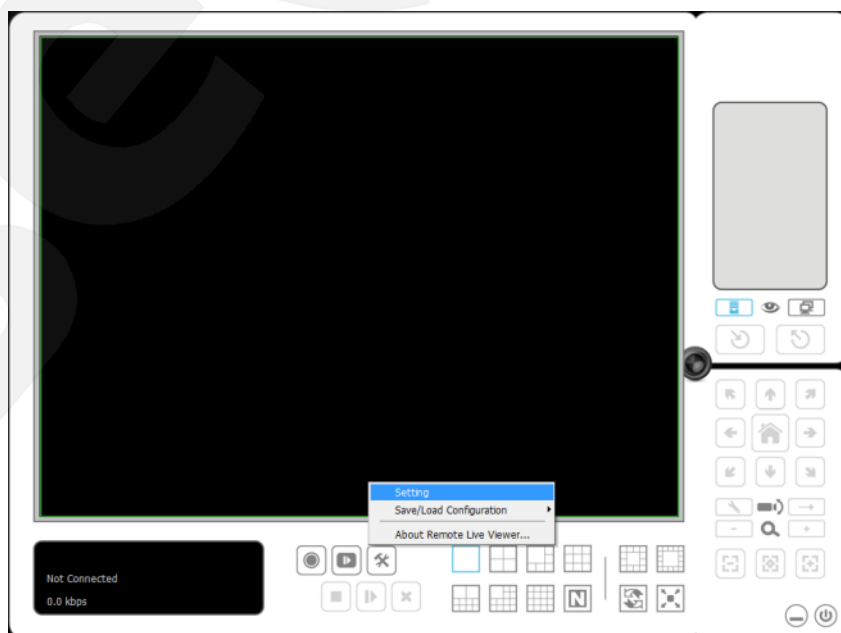 Setting
Save/Load Configuration
About Remote Live Viewer...
Not Connected
0.0 kbps
N